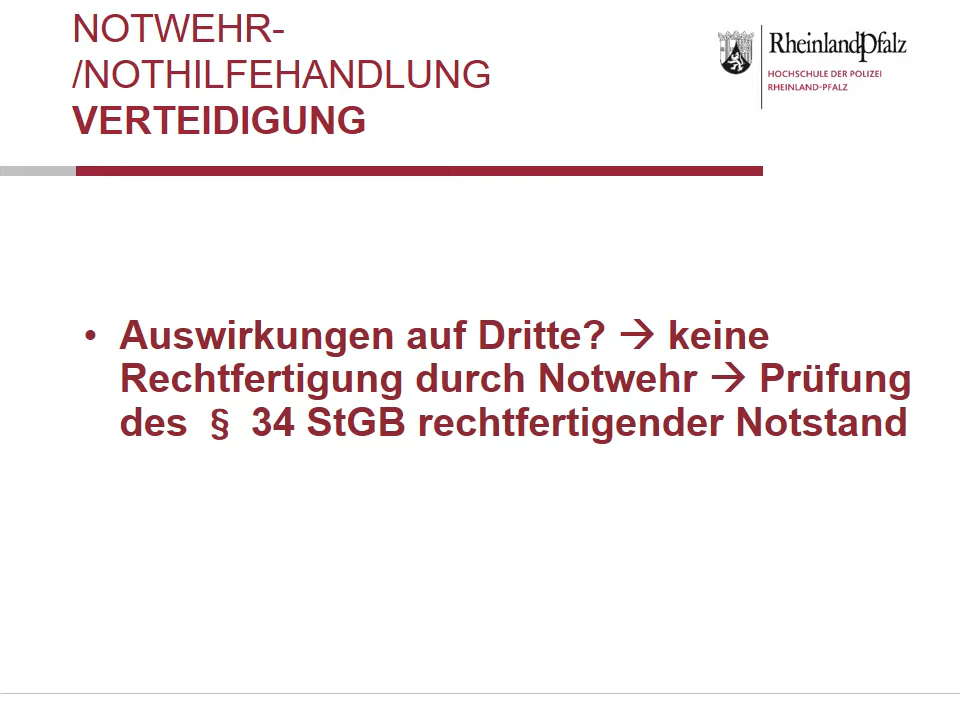 NOTWEHR-
/NOTHILFEHANDLUNG
VERTEIDIGUNG
RheinlandPfalz
HOCHSCHULE DER POLIZEI
RHEINLAND-PFALZ
• Auswirkungen auf Dritte? → keine
Rechtfertigung durch Notwehr → Prüfung
des § 34 StGB rechtfertigender Notstand